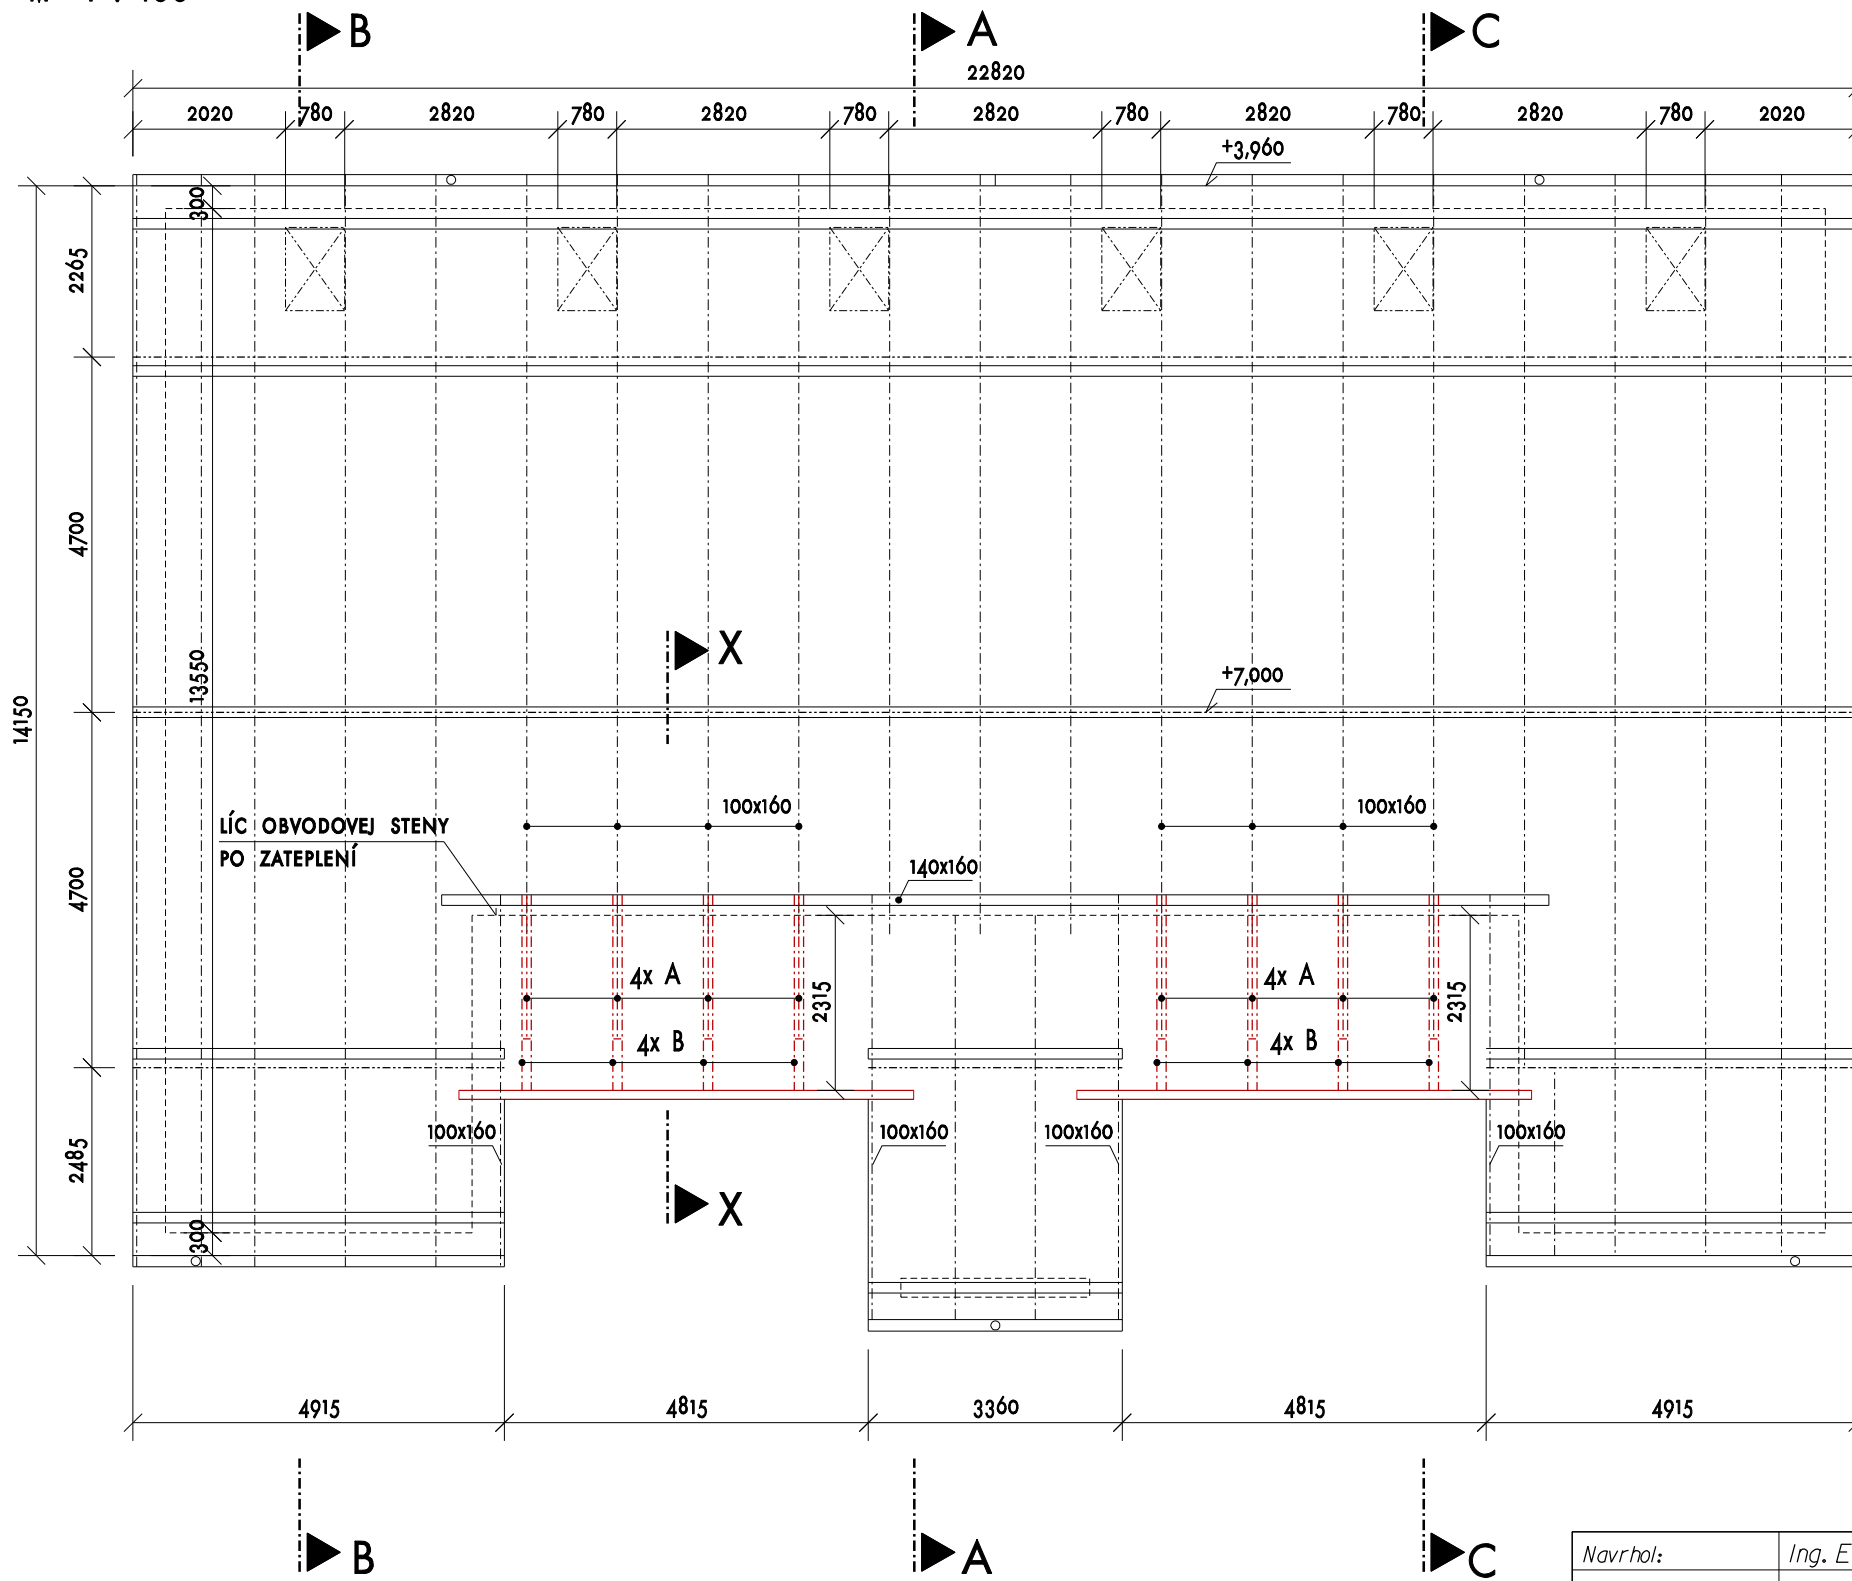 B A C
22820
2020 780 2820 780 2820 780 2820 780 2820 780 2820 780 2020
+3,960
300
2265
4700
13550
14150
X
+7,000
100x160 100x160
LÍC OBVODOVEJ STENY
PO ZATEPLENÍ
140x160
4700
4x A 4x A
2315 2315
4x B 4x B
100x160 100x160 100x160 100x160
2485
X
300
4915 4815 3360 4815 4915
B A C
Navrhol: Ing. E